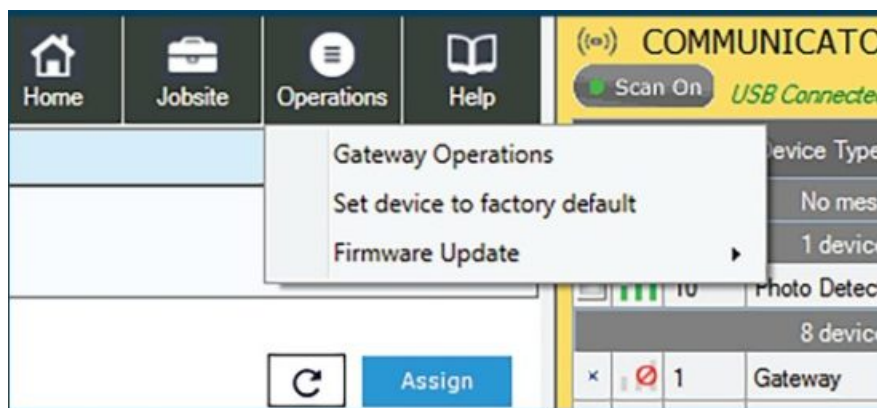 Home
Jobsite
Operations
Help
COMMUNICATO
Scan On
USB Connected
Gateway Operations
Set device to factory default
Firmware Update
evice Type
No mes
1 devic
10
Photo Detec
8 devic
Assign
1
Gateway